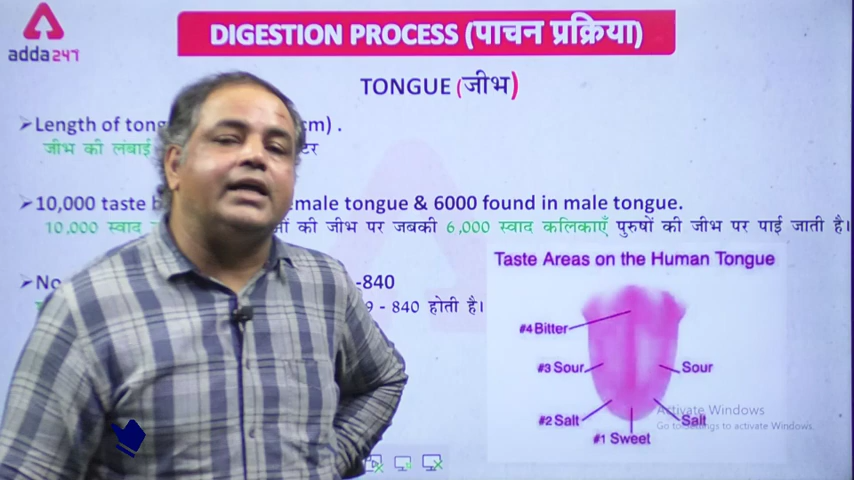 adda247
DIGESTION PROCESS (पाचन प्रक्रिया)
TONGUE (जीभ)
➢Length of cm) .
जीभ की लंबाई
➢10,000 taste male tongue & 6000 found in male tongue.
10,000 स्वाद की जीभ पर जबकी 6,000 स्वाद कलिकाएँ पुरुषों की जीभ पर पाई जाती है।
➢No -840
9 - 840 होती है।
Taste Areas on the Human Tongue
#4 Bitter
#3 Sour Sour
#2 Salt Salt
#1 Sweet
Activate Windows
Go to Settings to activate Windows.